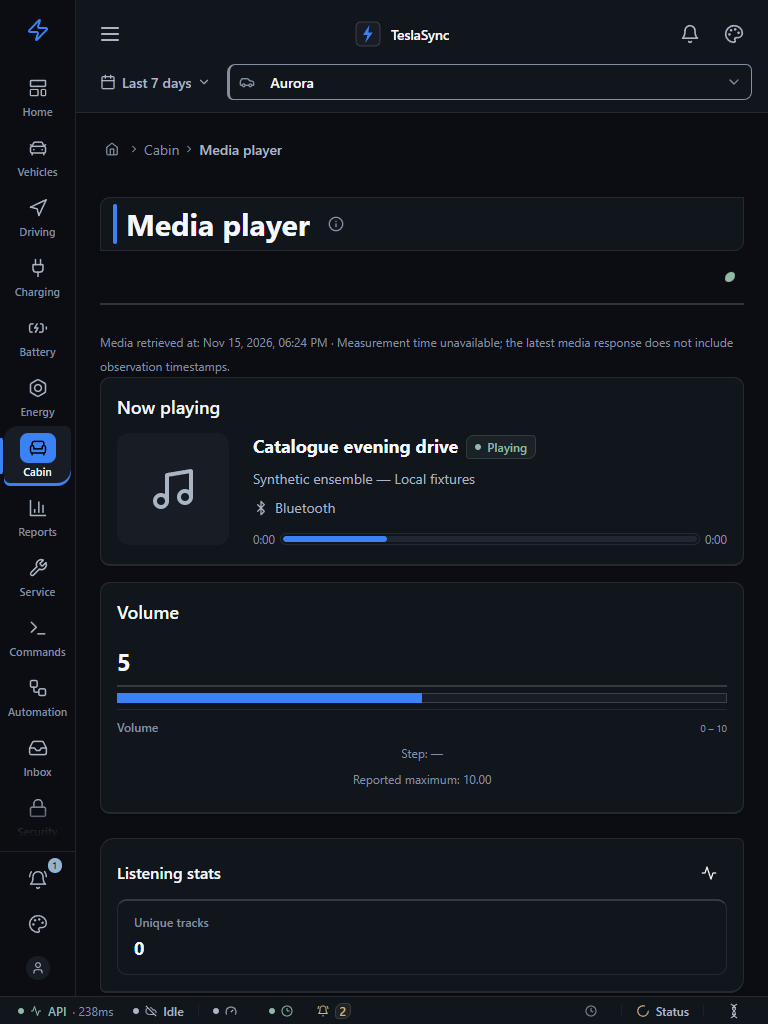 TeslaSync
Last 7 days
Aurora
Home
Vehicles
Driving
Charging
Battery
Energy
Cabin
Reports
Service
Commands
Automation
Inbox
Security
1
Cabin
Media player
Media player
Media retrieved at: Nov 15, 2026, 06:24 PM · Measurement time unavailable; the latest media response does not include
observation timestamps.
Now playing
Catalogue evening drive
Playing
Synthetic ensemble — Local fixtures
Bluetooth
0:00
0:00
Volume
5
Volume
0 – 10
Step: —
Reported maximum: 10.00
Listening stats
Unique tracks
0
API · 238ms
Idle
2
Status